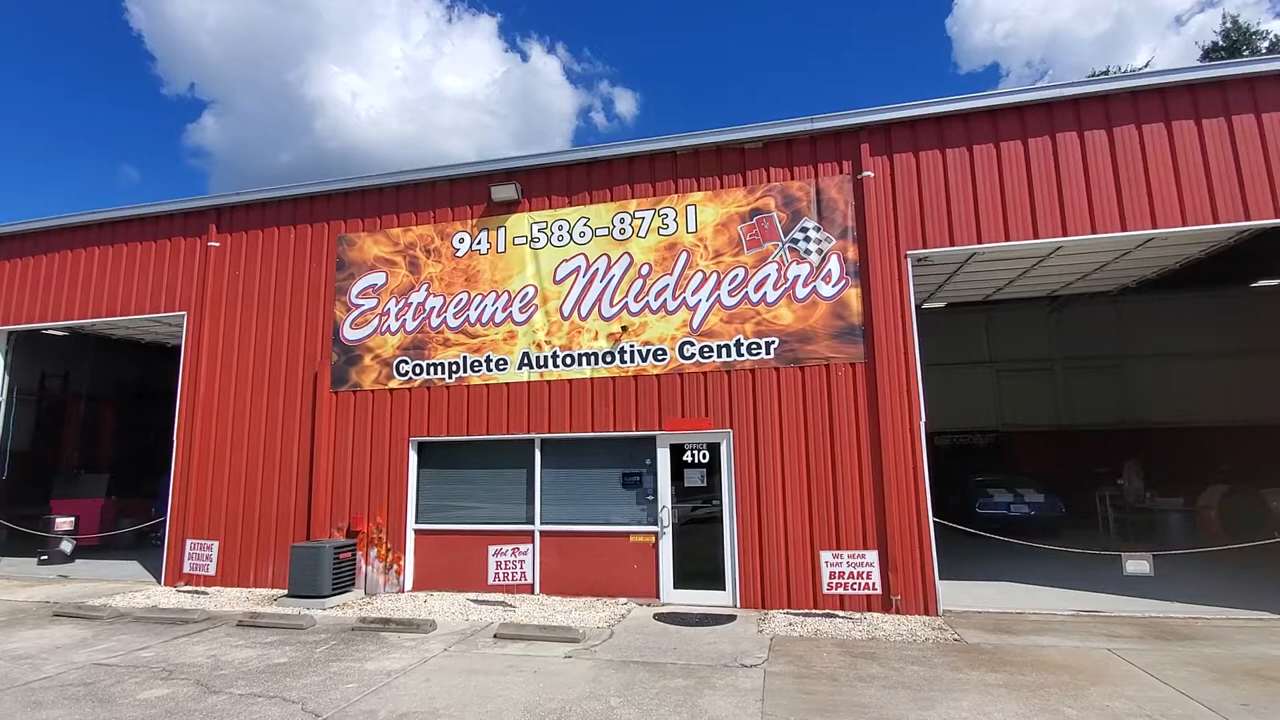 941-586-8731
Extreme Midyears
Complete Automotive Center
OFFICE
410
EXTREME
DETAILNG
SERVICE
Hot Rod
REST
AREA
WE HEAR
THAT SQUEAK
BRAKE
SPECIAL